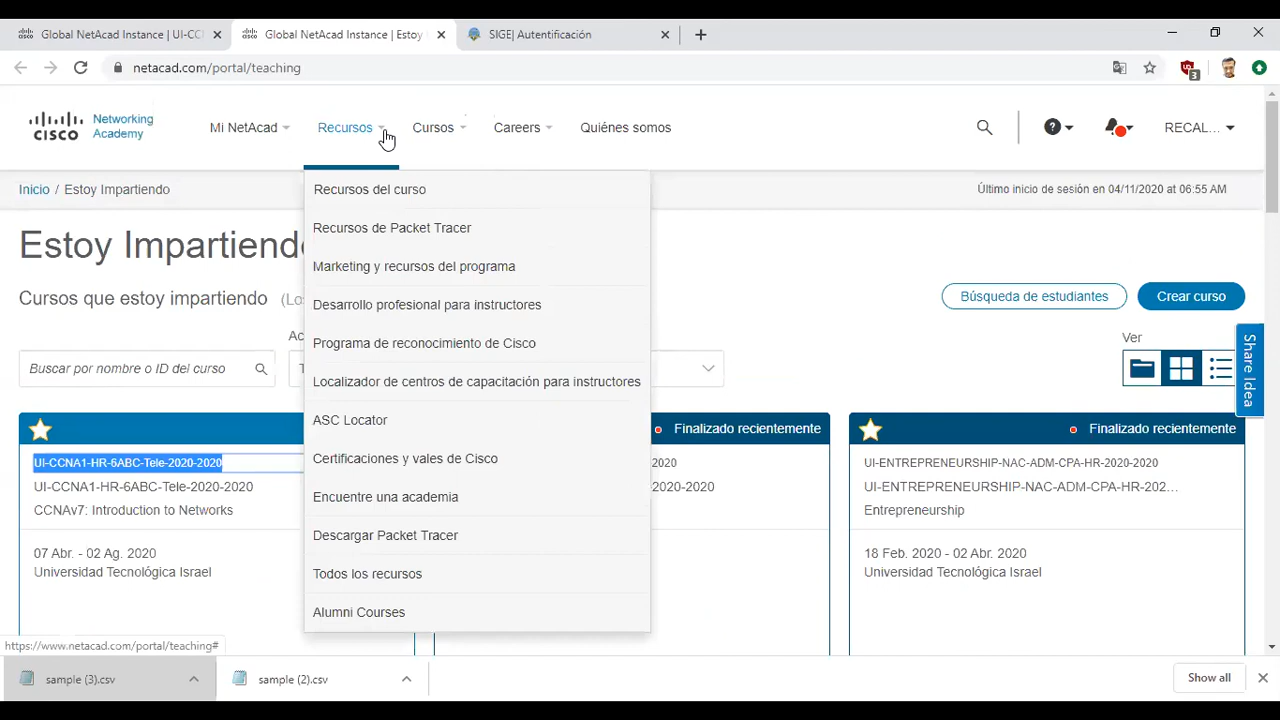 Global NetAcad Instance | UI-CC
Global NetAcad Instance | Estoy
SIGE| Autentificación
netacad.com/portal/teaching
3
cisco
Networking
Academy
Mi NetAcad
Recursos
Cursos
Careers
Quiénes somos
RECAL...
Inicio / Estoy Impartiendo
Último inicio de sesión en 04/11/2020 at 06:55 AM
Recursos del curso
Recursos de Packet Tracer
Marketing y recursos del programa
Desarrollo profesional para instructores
Programa de reconocimiento de Cisco
Localizador de centros de capacitación para instructores
ASC Locator
Certificaciones y vales de Cisco
Encuentre una academia
Descargar Packet Tracer
Todos los recursos
Alumni Courses
Estoy Impartiendo
Cursos que estoy impartiendo (Lo
Búsqueda de estudiantes
Crear curso
Ac
Ver
Buscar por nombre o ID del curso
T
Share Idea
UI-CCNA1-HR-6ABC-Tele-2020-2020
UI-CCNA1-HR-6ABC-Tele-2020-2020
CCNAv7: Introduction to Networks
07 Abr. - 02 Ag. 2020
Universidad Tecnológica Israel
Finalizado recientemente
2020
2020-2020
Finalizado recientemente
UI-ENTREPRENEURSHIP-NAC-ADM-CPA-HR-2020-2020
UI-ENTREPRENEURSHIP-NAC-ADM-CPA-HR-202...
Entrepreneurship
18 Feb. 2020 - 02 Abr. 2020
Universidad Tecnológica Israel
https://www.netacad.com/portal/teaching#
sample (3).csv
sample (2).csv
Show all